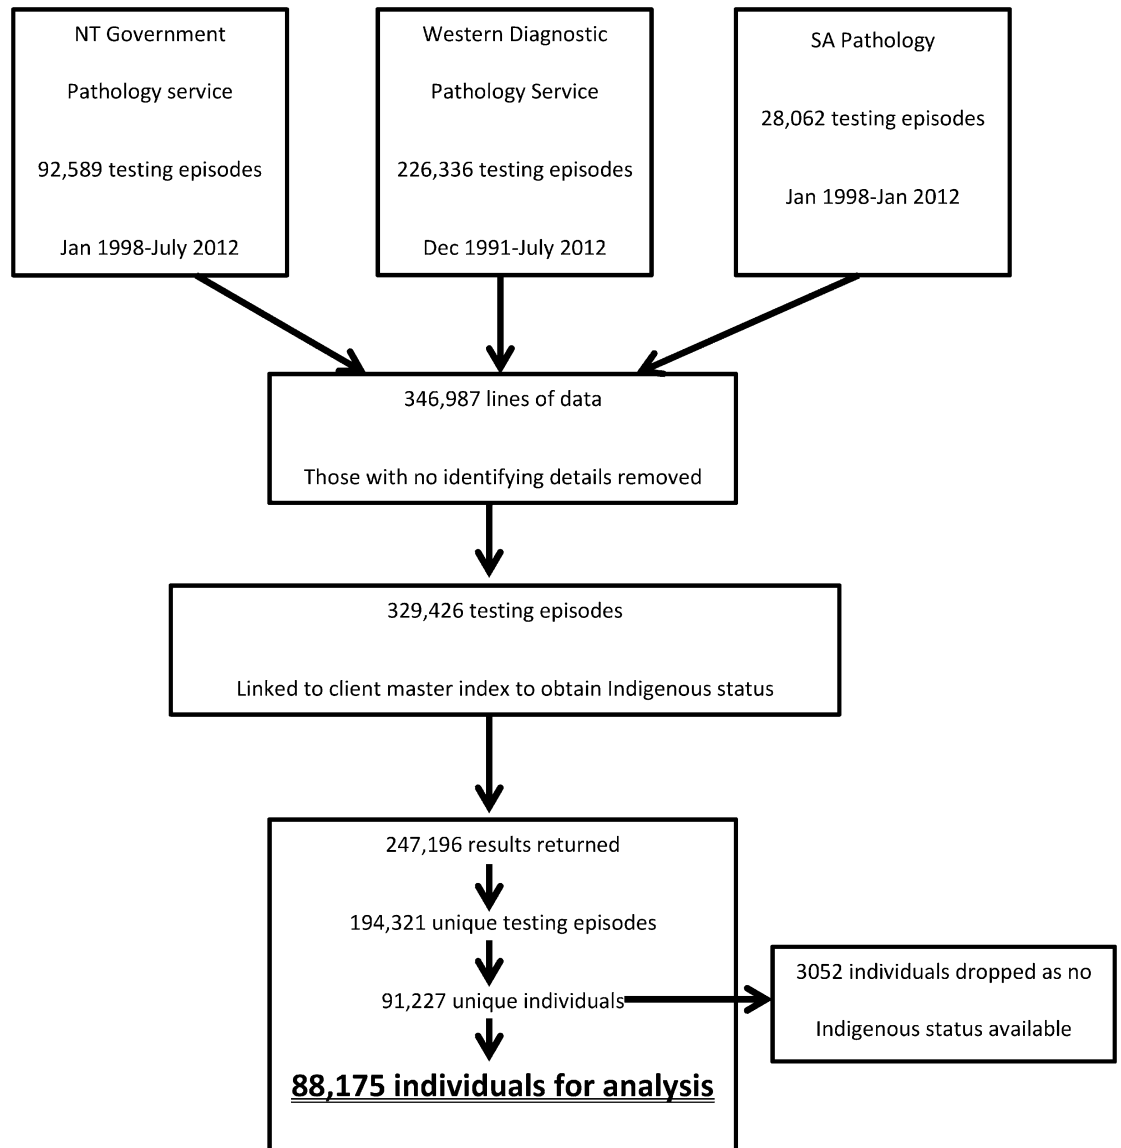 NT Government
Pathology service
92,589 testing episodes
Jan 1998-July 2012
Western Diagnostic
Pathology Service
226,336 testing episodes
Dec 1991-July 2012
SA Pathology
28,062 testing episodes
Jan 1998-Jan 2012
346,987 lines of data
Those with no identifying details removed
329,426 testing episodes
Linked to client master index to obtain Indigenous status
247,196 results returned
194,321 unique testing episodes
91,227 unique individuals
3052 individuals dropped as no
Indigenous status available
88,175 individuals for analysis